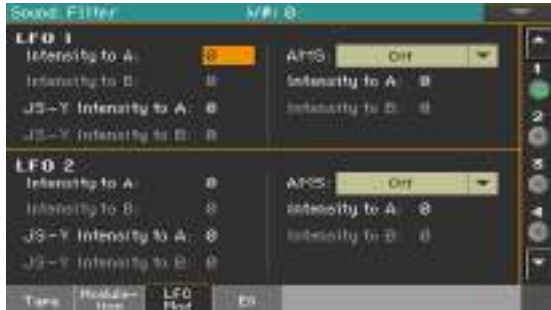 Sound: Filter
LFO 1
Intensity to A: 0
Intensity to B: 0
JS-Y Intensity to A: 0
JS-Y Intensity to B: 0
AMS: Off
Intensity to A: 0
Intensity to B: 0
LFO 2
Intensity to A: 0
Intensity to B: 0
JS-Y Intensity to A: 0
JS-Y Intensity to B: 0
AMS: Off
Intensity to A: 0
Intensity to B: 0
1
2
3
4
Type
Modula-
tion
LFO
Mod
EG